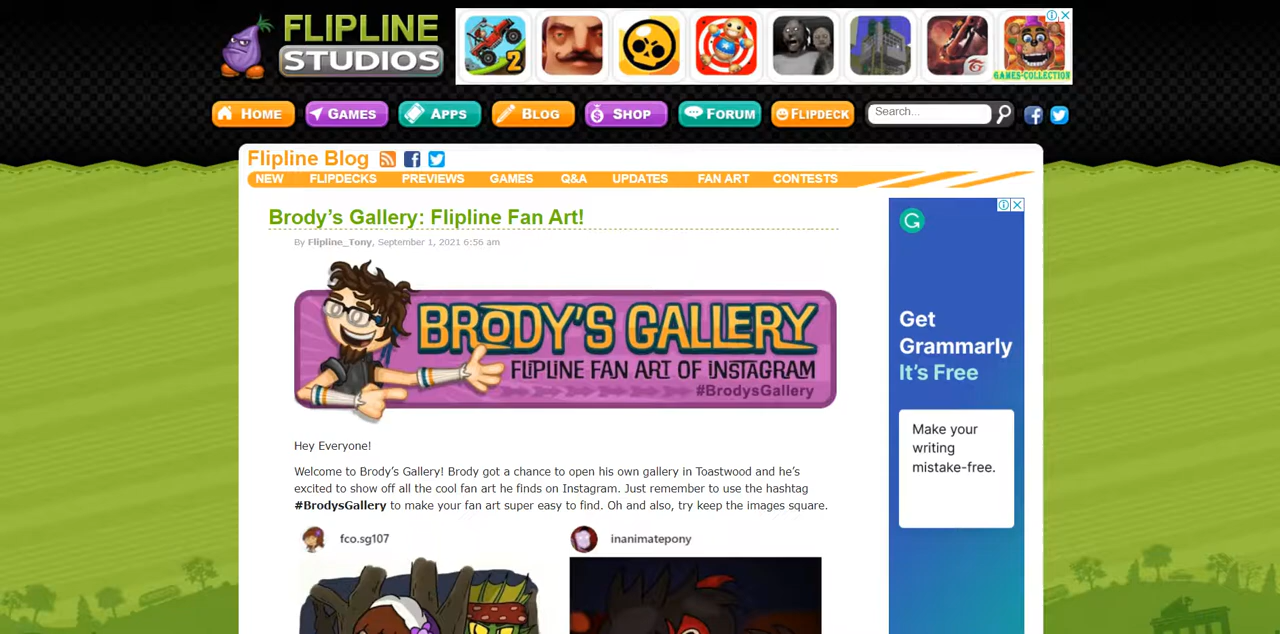 FLIPLINE
STUDIOS
2
GAMES-COLLECTION
HOME
GAMES
APPS
BLOG
SHOP
FORUM
FLIPDECK
Search...
Flipline Blog
NEW FLIPDECKS PREVIEWS GAMES Q&A UPDATES FAN ART CONTESTS
Brody's Gallery: Flipline Fan Art!
By Flipline_Tony, September 1, 2021 6:56 am
BRODY'S GALLERY
FLIPLINE FAN ART OF INSTAGRAM
#BrodysGallery
Hey Everyone!
Welcome to Brody's Gallery! Brody got a chance to open his own gallery in Toastwood and he's
excited to show off all the cool fan art he finds on Instagram. Just remember to use the hashtag
#BrodysGallery to make your fan art super easy to find. Oh and also, try keep the images square.
fco.sg107
inanimatepony
Get
Grammarly
It's Free
Make your
writing
mistake-free.